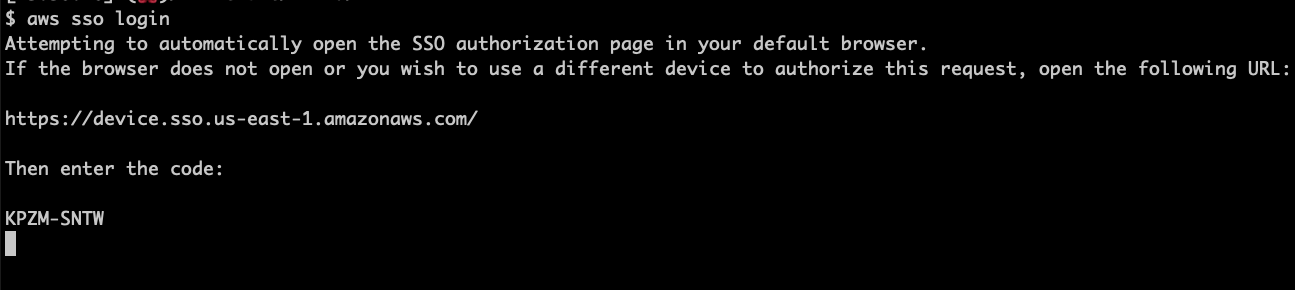 $ aws sso login
Attempting to automatically open the SSO authorization page in your default browser.
If the browser does not open or you wish to use a different device to authorize this request, open the following URL:
https://device.sso.us-east-1.amazonaws.com/
Then enter the code:
KPZM-SNTW